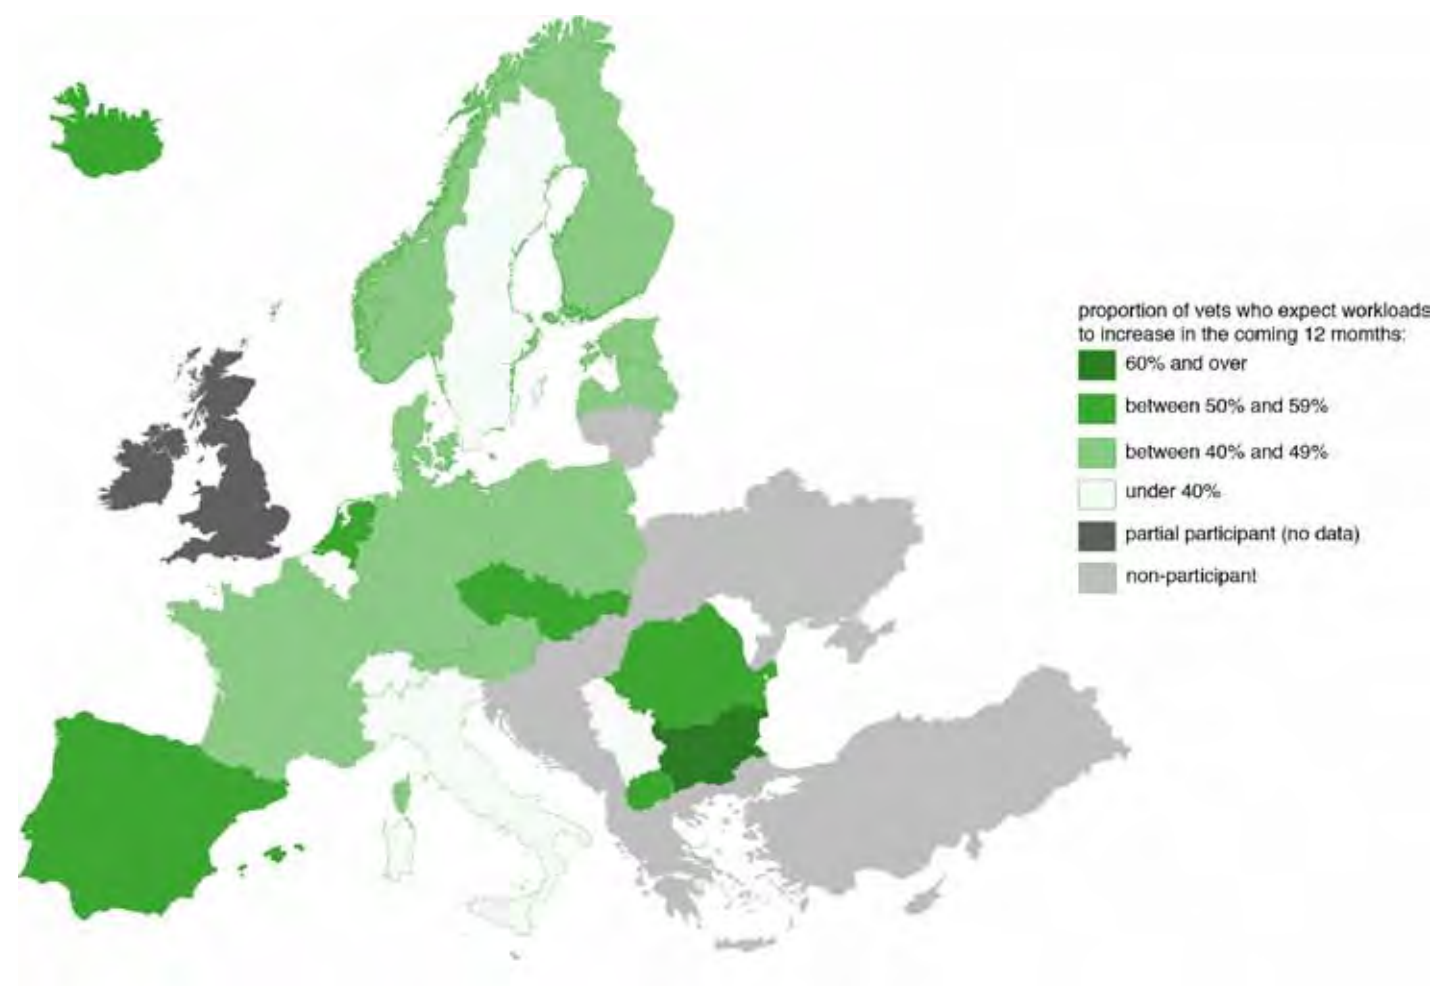 proportion of vets who expect workloads
to increase in the coming 12 momths:
60% and over
between 50% and 59%
between 40% and 49%
under 40%
partial participant (no data)
non-participant